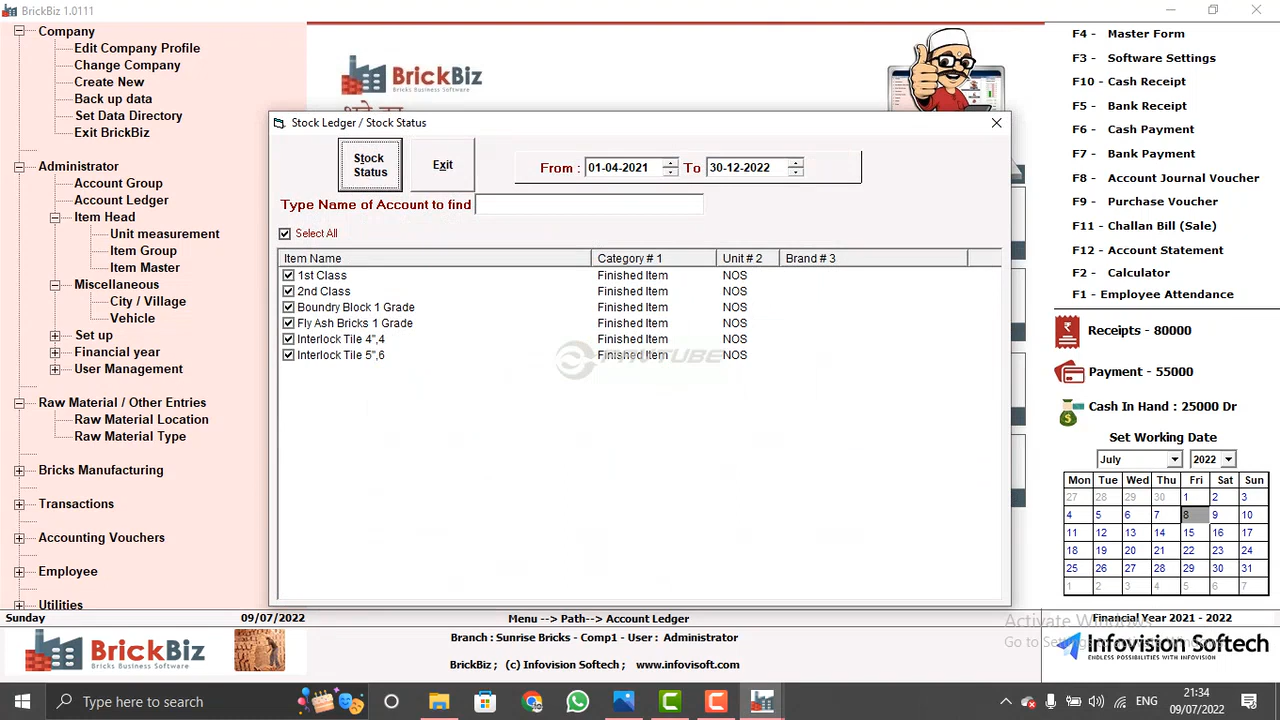 BrickBiz 1.0111
Company
Edit Company Profile
Change Company
Create New
Back up data
Set Data Directory
Exit BrickBiz
Administrator
Account Group
Account Ledger
Item Head
Unit measurement
Item Group
Item Master
Miscellaneous
City / Village
Vehicle
Set up
Financial year
User Management
Raw Material / Other Entries
Raw Material Location
Raw Material Type
Bricks Manufacturing
Transactions
Accounting Vouchers
Employee
Utilities
BrickBiz
Bricks Business Software
Stock Ledger / Stock Status
Stock Status
Exit
From : 01-04-2021 To 30-12-2022
Type Name of Account to find
Select All
Item Name Category # 1 Unit # 2 Brand # 3
1st Class Finished Item NOS
2nd Class Finished Item NOS
Boundry Block 1 Grade Finished Item NOS
Fly Ash Bricks 1 Grade Finished Item NOS
Interlock Tile 4",4 Finished Item NOS
Interlock Tile 5",6 Finished Item NOS
F4 - Master Form
F3 - Software Settings
F10 - Cash Receipt
F5 - Bank Receipt
F6 - Cash Payment
F7 - Bank Payment
F8 - Account Journal Voucher
F9 - Purchase Voucher
F11 - Challan Bill (Sale)
F12 - Account Statement
F2 - Calculator
F1 - Employee Attendance
Receipts - 80000
Payment - 55000
Cash In Hand : 25000 Dr
Set Working Date
July 2022
Mon Tue Wed Thu Fri Sat Sun
27 28 29 30 1 2 3
4 5 6 7 8 9 10
11 12 13 14 15 16 17
18 19 20 21 22 23 24
25 26 27 28 29 30 31
1 2 3 4 5 6 7
Sunday 09/07/2022 Menu --> Path--> Account Ledger Financial Year 2021 - 2022
Activate Windows
BrickBiz
Bricks Business Software
Branch : Sunrise Bricks - Comp1 - User : Administrator
BrickBiz ; (c) Infovision Softech ; www.infovisoft.com
Infovision Softech
ENDLESS POSSIBILITIES WITH INFOVISION
Type here to search
ENG
21:34
09/07/2022